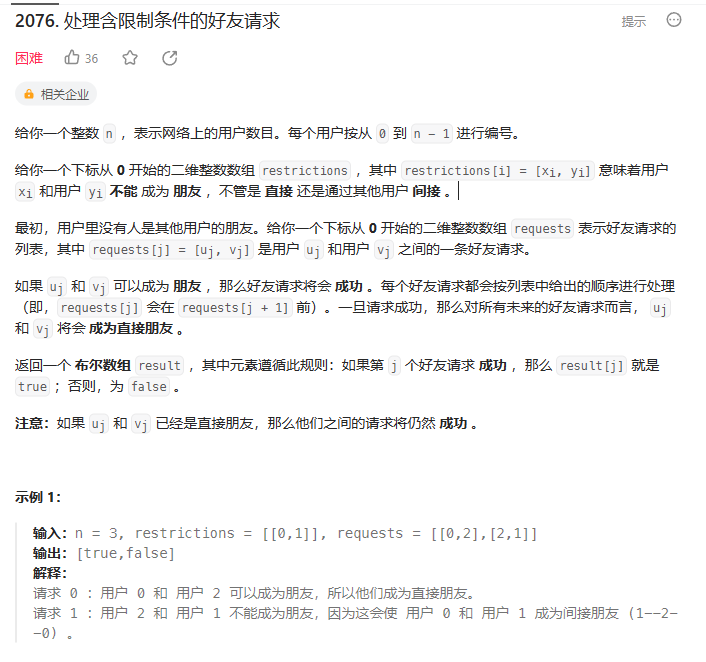 2076. 处理含限制条件的好友请求
提示
困难 36
相关企业
给你一个整数 n ，表示网络上的用户数目。每个用户按从 0 到 n - 1 进行编号。
给你一个下标从 0 开始的二维整数数组 restrictions ，其中 restrictions[i] = [xi, yi] 意味着用户
xi 和用户 yi 不能 成为 朋友 ，不管是 直接 还是通过其他用户 间接 。
最初，用户里没有人是其他用户的朋友。给你一个下标从 0 开始的二维整数数组 requests 表示好友请求的
列表，其中 requests[j] = [uj, vj] 是用户 uj 和用户 vj 之间的一条好友请求。
如果 uj 和 vj 可以成为 朋友 ，那么好友请求将会 成功 。每个好友请求都会按列表中给出的顺序进行处理
（即，requests[j] 会在 requests[j + 1] 前）。一旦请求成功，那么对所有未来的好友请求而言， uj
和 vj 将会 成为直接朋友 。
返回一个 布尔数组 result ，其中元素遵循此规则：如果第 j 个好友请求 成功 ，那么 result[j] 就是
true ；否则，为 false 。
注意：如果 uj 和 vj 已经是直接朋友，那么他们之间的请求将仍然 成功 。
示例 1：
输入：n = 3, restrictions = [[0,1]], requests = [[0,2],[2,1]]
输出：[true,false]
解释：
请求 0 ：用户 0 和 用户 2 可以成为朋友，所以他们成为直接朋友。
请求 1 ：用户 2 和 用户 1 不能成为朋友，因为这会使 用户 0 和 用户 1 成为间接朋友 (1--2-
-0) 。